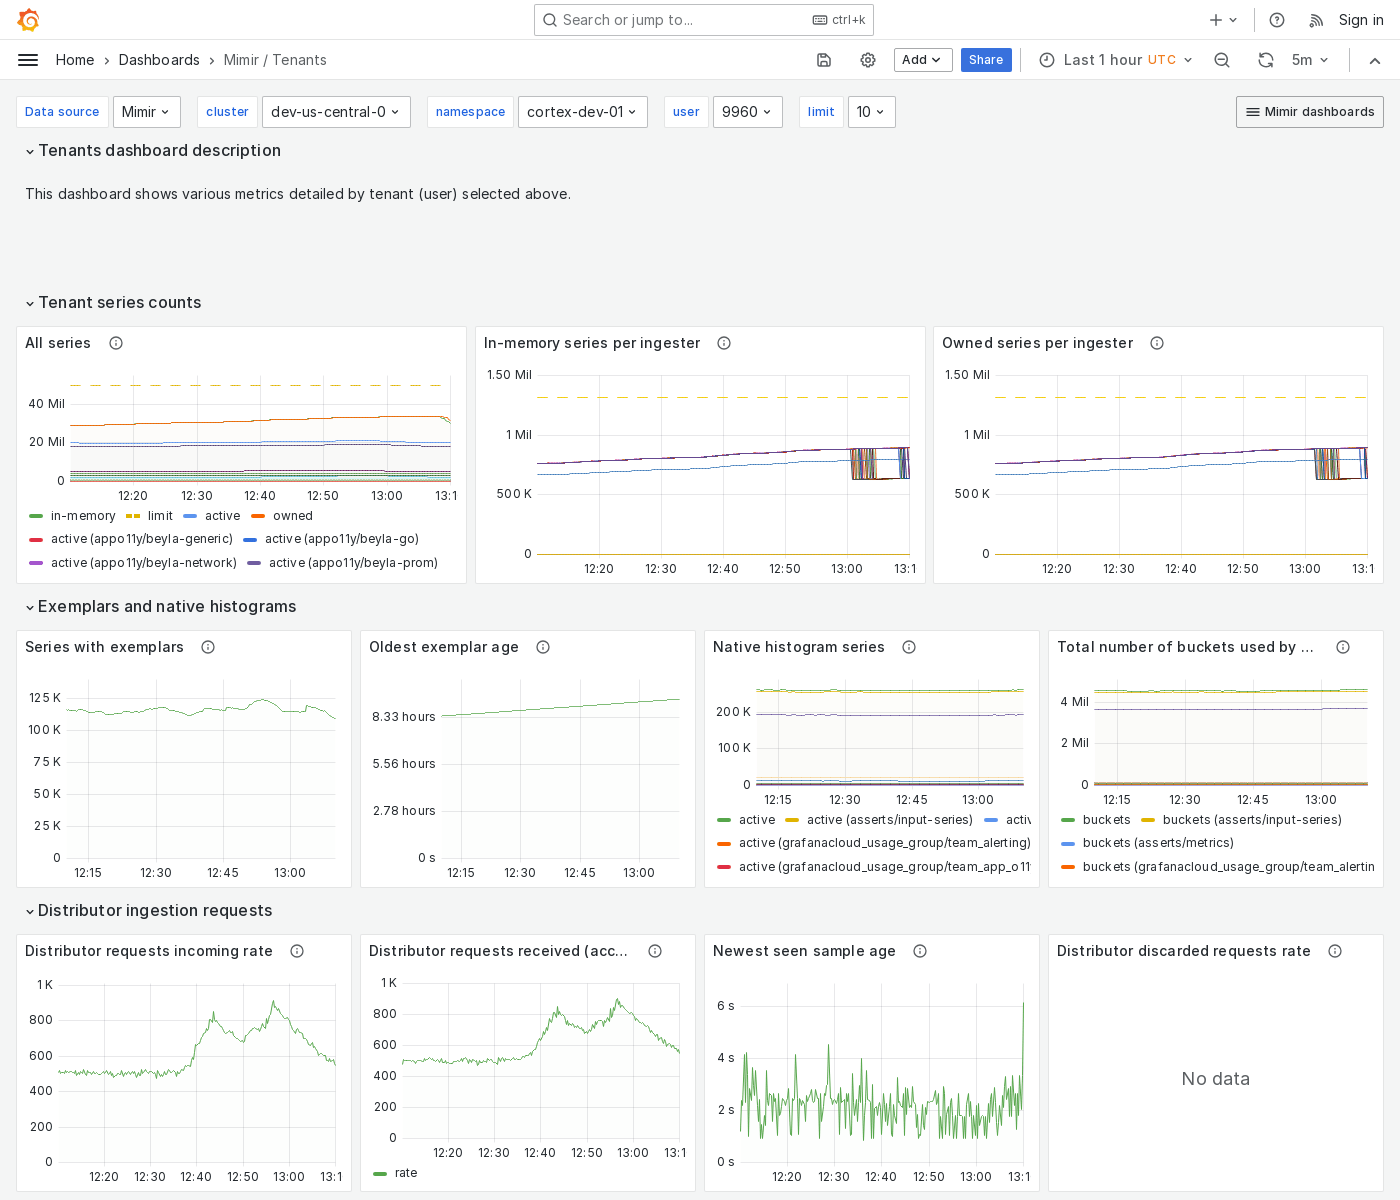 Search or jump to...
ctrl+k
Sign in
Home > Dashboards > Mimir / Tenants
Add
Share
Last 1 hour UTC
5m
Data source Mimir
cluster dev-us-central-0
namespace cortex-dev-01
user 9960
limit 10
Mimir dashboards
Tenants dashboard description
This dashboard shows various metrics detailed by tenant (user) selected above.
Tenant series counts
All series
40 Mil
20 Mil
0
12:20 12:30 12:40 12:50 13:00 13:1
in-memory limit active owned
active (appo11y/beyla-generic) active (appo11y/beyla-go)
active (appo11y/beyla-network) active (appo11y/beyla-prom)
In-memory series per ingester
1.50 Mil
1 Mil
500 K
0
12:20 12:30 12:40 12:50 13:00 13:1
Owned series per ingester
1.50 Mil
1 Mil
500 K
0
12:20 12:30 12:40 12:50 13:00 13:1
Exemplars and native histograms
Series with exemplars
125 K
100 K
75 K
50 K
25 K
0
12:15 12:30 12:45 13:00
Oldest exemplar age
8.33 hours
5.56 hours
2.78 hours
0 s
12:15 12:30 12:45 13:00
Native histogram series
200 K
100 K
0
12:15 12:30 12:45 13:00
active active (asserts/input-series) activ
active (grafanacloud_usage_group/team_alerting)
active (grafanacloud_usage_group/team_app_o11y
Total number of buckets used by ...
4 Mil
2 Mil
0
12:15 12:30 12:45 13:00
buckets buckets (asserts/input-series)
buckets (asserts/metrics)
buckets (grafanacloud_usage_group/team_alertin
Distributor ingestion requests
Distributor requests incoming rate
1 K
800
600
400
200
0
12:20 12:30 12:40 12:50 13:00 13:1
Distributor requests received (acc...
1 K
800
600
400
200
0
12:20 12:30 12:40 12:50 13:00 13:1
rate
Newest seen sample age
6 s
4 s
2 s
0 s
12:20 12:30 12:40 12:50 13:00 13:1
Distributor discarded requests rate
No data